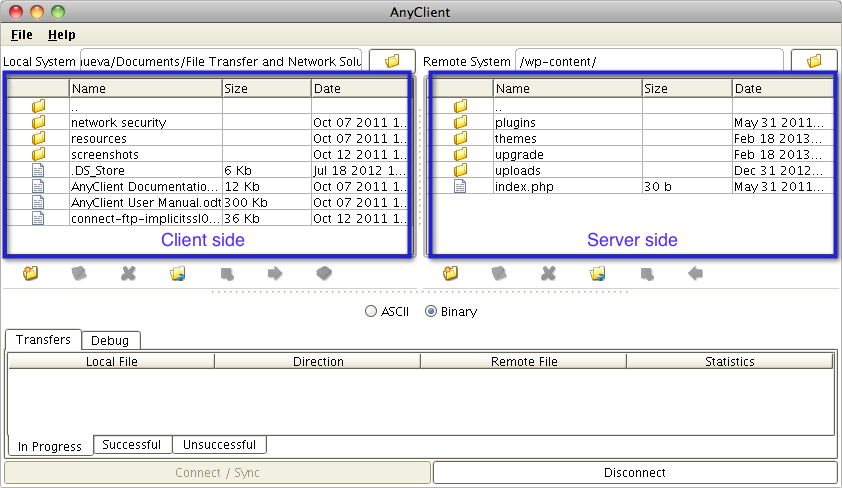 AnyClient
File Help
Local System nueva/Documents/File Transfer and Network Solu Remote System /wp-content/
Name Size Date Name Size Date
.. ..
network security Oct 07 2011 1... plugins May 31 2011...
resources Oct 07 2011 1... themes Feb 18 2013...
screenshots Oct 12 2011 1... upgrade Feb 18 2013...
.DS_Store 6 Kb Jul 18 2012 1... uploads Dec 31 2012...
AnyClient Documentatio... 12 Kb Oct 07 2011 1... index.php 30 b May 31 2011...
AnyClient User Manual.odt 300 Kb Oct 07 2011 1...
connect-ftp-implicitssl0... 36 Kb Oct 12 2011 1...
Client side Server side
ASCII Binary
Transfers Debug
Local File Direction Remote File Statistics
In Progress Successful Unsuccessful
Connect / Sync Disconnect